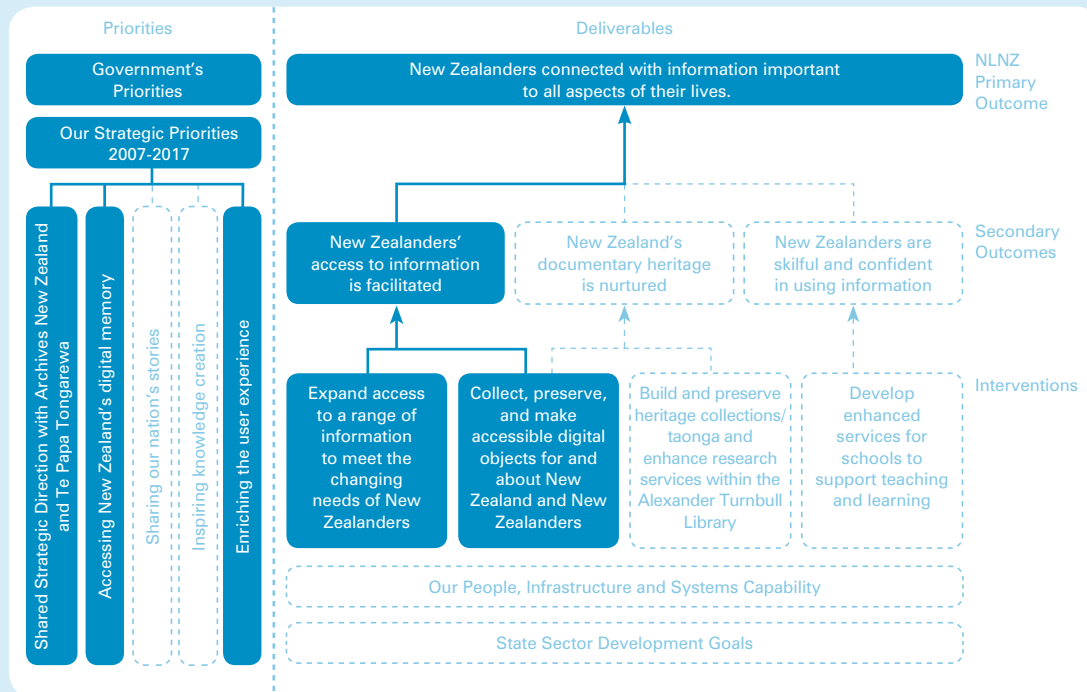 Priorities
Government's
Priorities
Our Strategic Priorities
2007-2017
Shared Strategic Direction with Archives New Zealand
and Te Papa Tongarewa
Accessing New Zealand's digital memory
Sharing our nation's stories
Inspiring knowledge creation
Enriching the user experience
Deliverables
New Zealanders connected with information important
to all aspects of their lives.
NLNZ
Primary
Outcome
New Zealanders'
access to information
is facilitated
New Zealand's
documentary heritage
is nurtured
New Zealanders are
skilful and confident
in using information
Secondary
Outcomes
Expand access
to a range of
information
to meet the
changing
needs of New
Zealanders
Collect, preserve,
and make
accessible digital
objects for and
about New
Zealand and New
Zealanders
Build and preserve
heritage collections/
taonga and
enhance research
services within the
Alexander Turnbull
Library
Develop
enhanced
services for
schools to
support teaching
and learning
Interventions
Our People, Infrastructure and Systems Capability
State Sector Development Goals